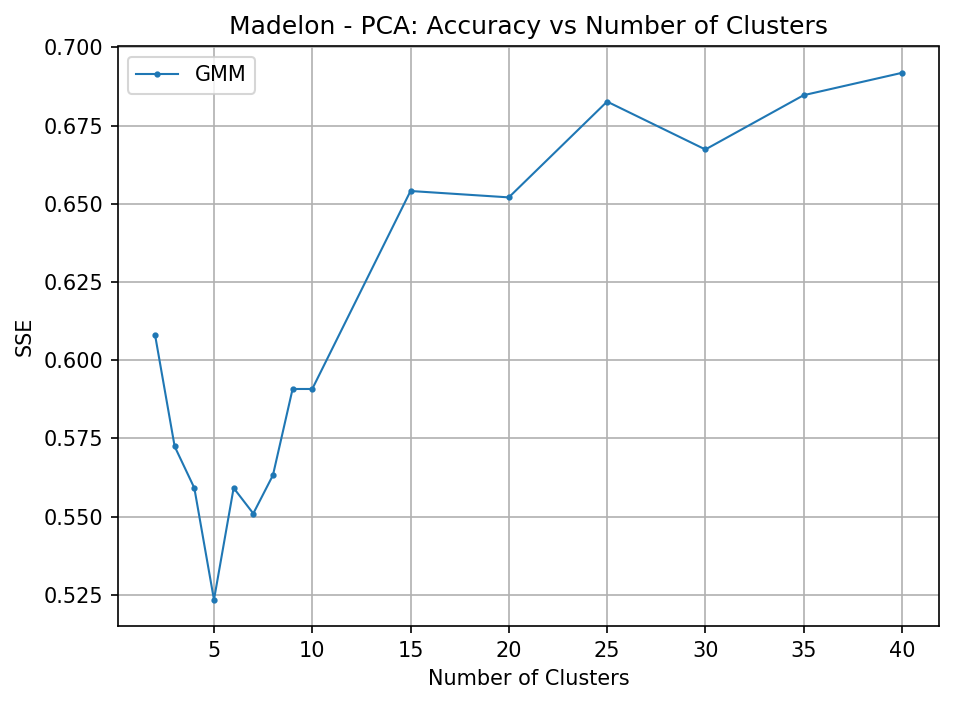 Madelon - PCA: Accuracy vs Number of Clusters
GMM
SSE
0.700
0.675
0.650
0.625
0.600
0.575
0.550
0.525
5 10 15 20 25 30 35 40
Number of Clusters